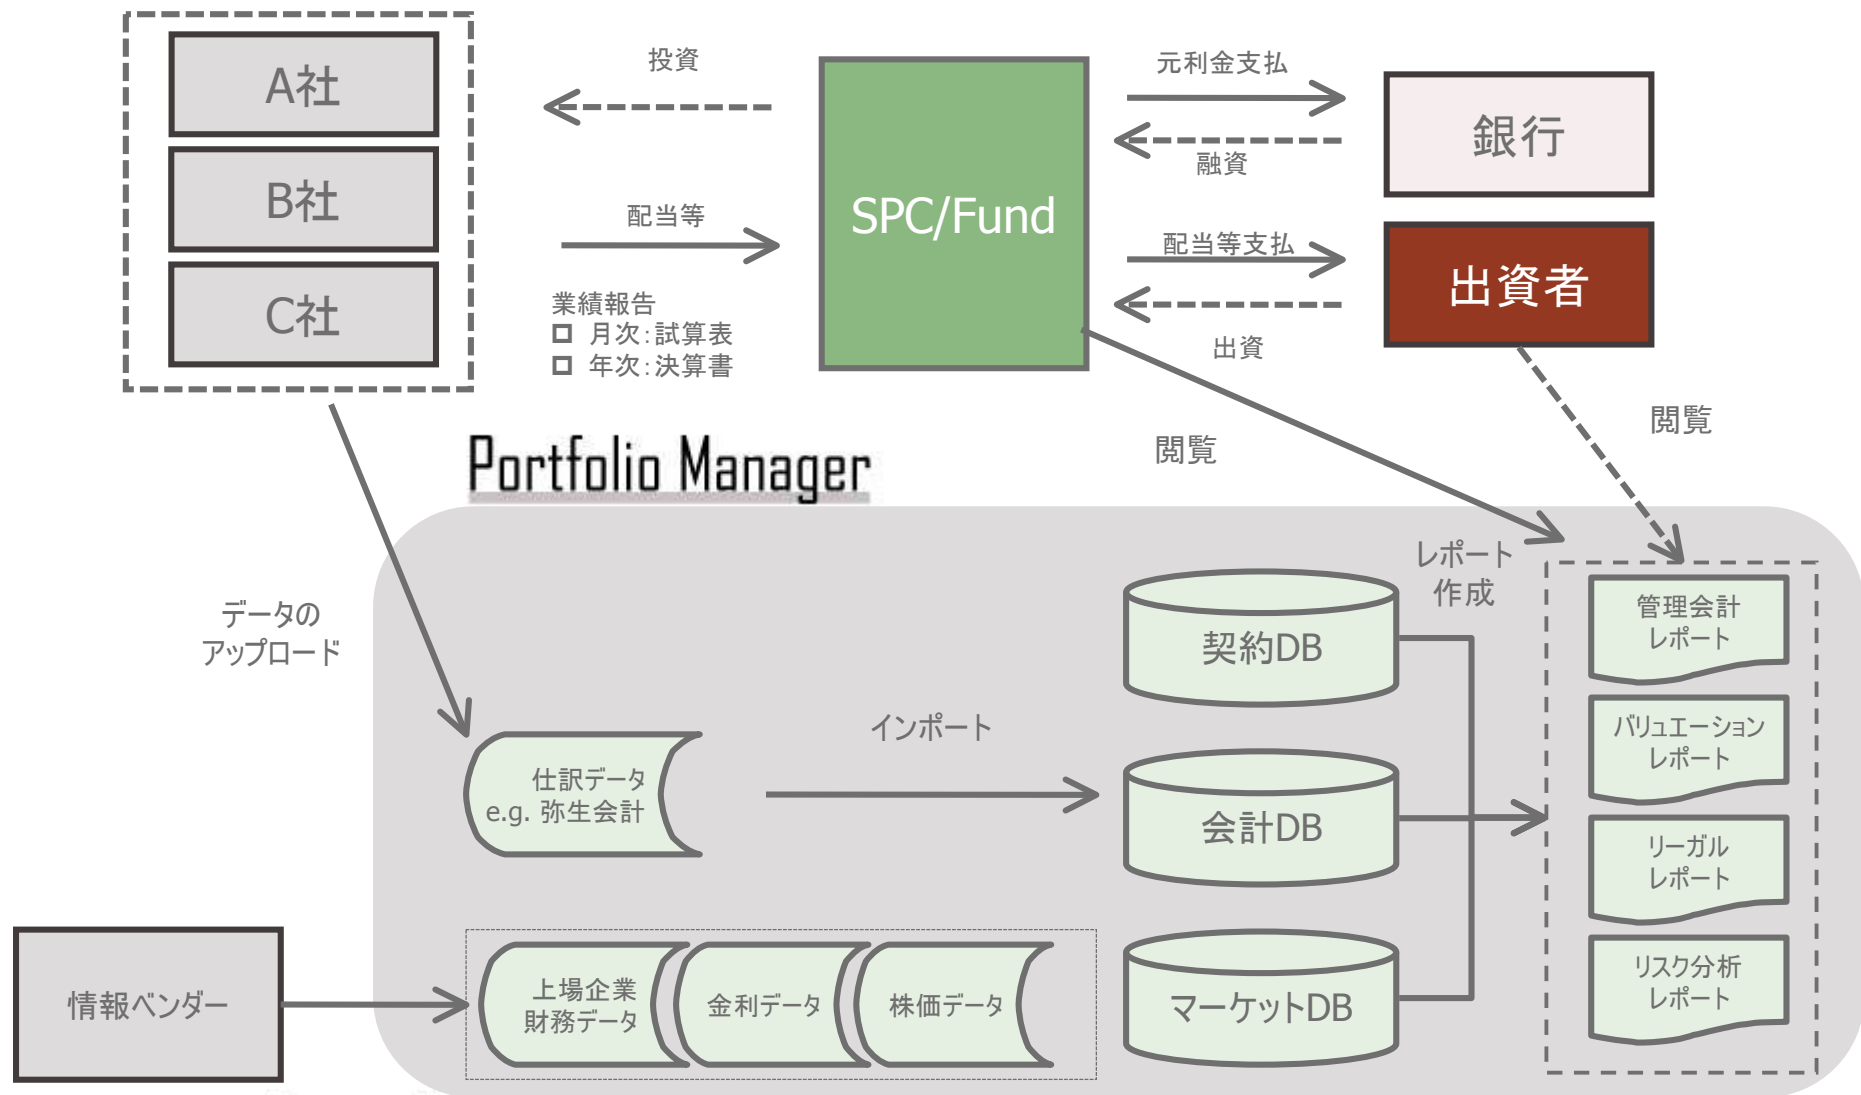 A社
B社
C社
投資
配当等
業績報告
□ 月次:試算表
□ 年次:決算書
SPC/Fund
元利金支払
融資
配当等支払
出資
銀行
出資者
閲覧
閲覧
Portfolio Manager
データの
アップロード
仕訳データ
e.g. 弥生会計
インポート
契約DB
会計DB
マーケットDB
レポート
作成
管理会計
レポート
バリュエーション
レポート
リーガル
レポート
リスク分析
レポート
情報ベンダー
上場企業
財務データ
金利データ
株価データ